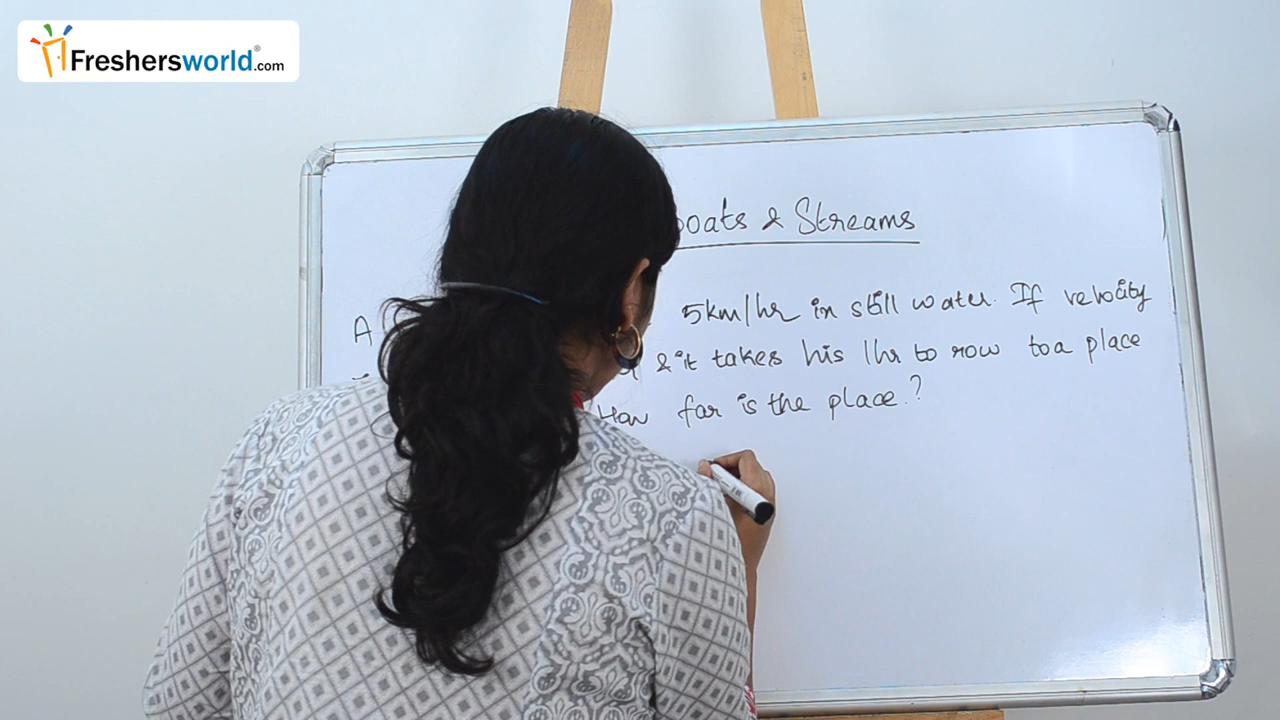 Freshersworld.com
boats & Streams
A 5km/hr in still water. If velocity
& it takes his 1hr to row to a place
How far is the place.?